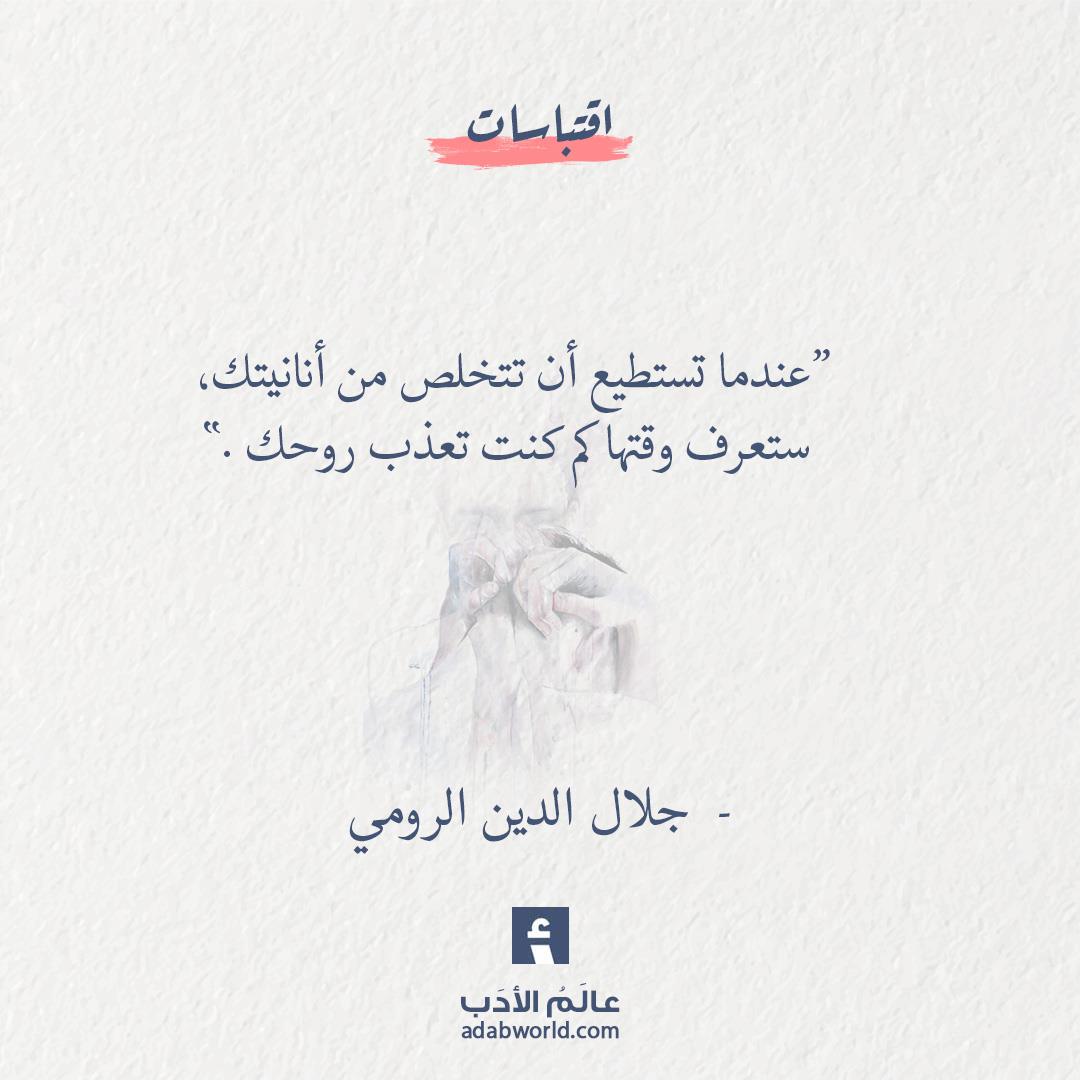 اقتباسات
”عندما تستطيع أن تتخلص من أنانيتك،
ستعرف وقتها كم كنت تعذب روحك .“
- جلال الدين الرومي
أ
عالَمُ الأدَب
adabworld.com